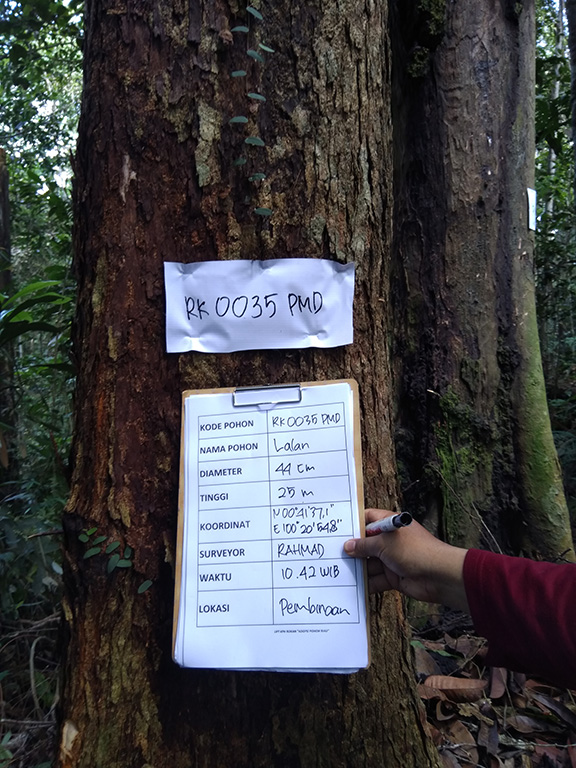 RK 0035 PMD
KODE POHON RK 0035 PMD
NAMA POHON Lalan
DIAMETER 44 cm
TINGGI 25 m
KOORDINAT N 00°41'37,1"
E 100°20'54,8"
SURVEYOR RAHMAD
WAKTU 10.42 WIB
LOKASI Pembinaan